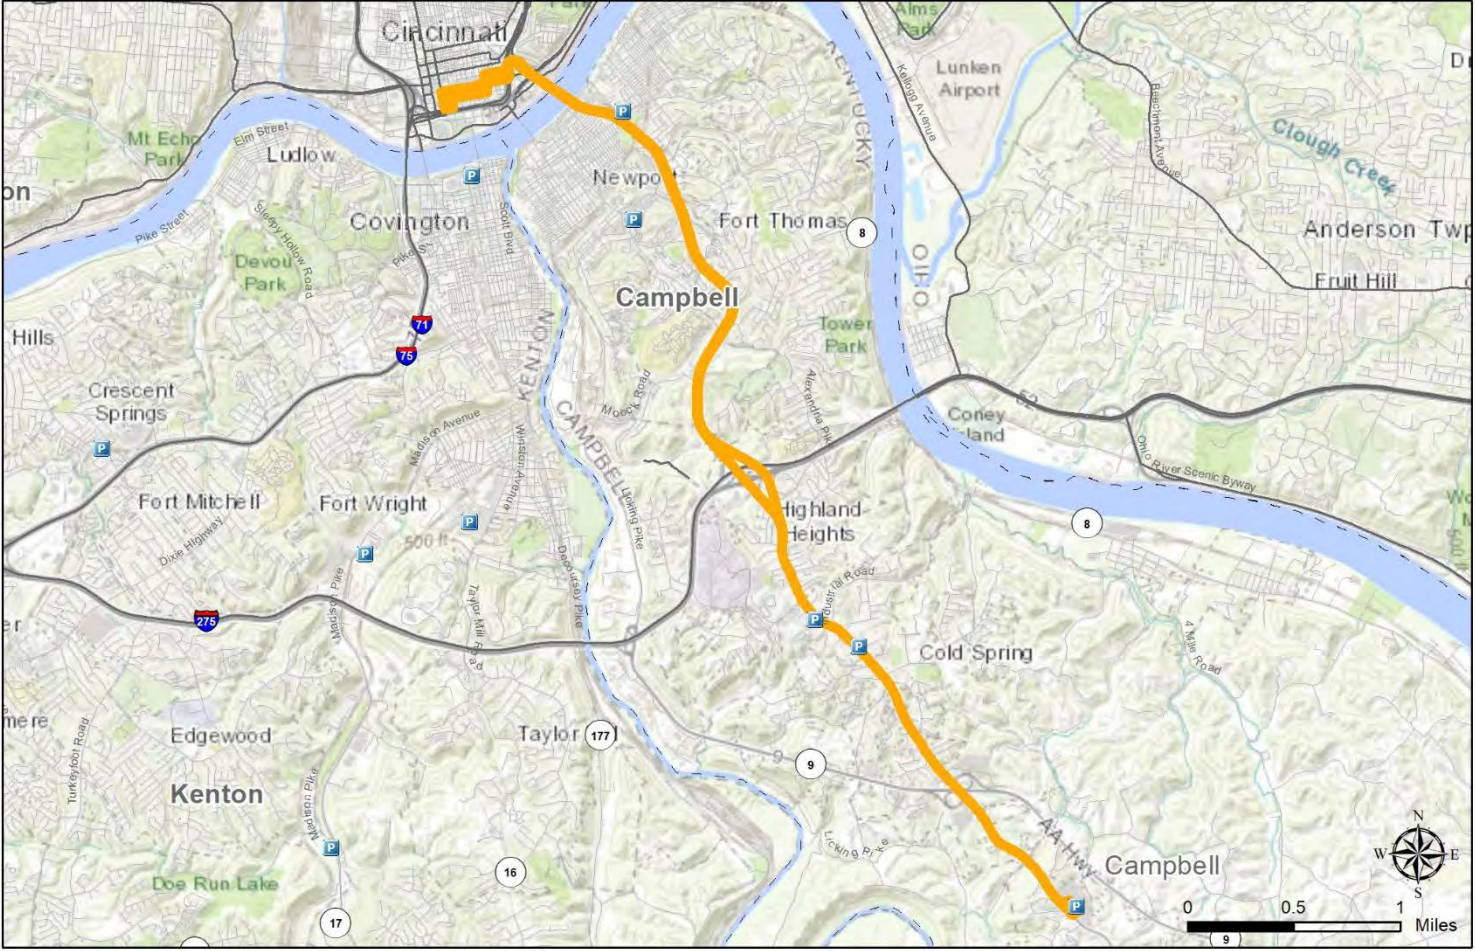 Cincinnati
Alms
Park
Lunken
Airport
Kellogg Avenue
Beechmont Avenue
Clough Creek
KENTUCKY
OHIO
Mt Echo
Park
Elm Street
Ludlow
on
P
P
Newport
P
Pike Street
Sleepy Hollow Road
Covington
Pike St
Scott Blvd
Fort Thomas
8
Anderson Twp
Fruit Hill
Devou
Park
Campbell
Hills
71
75
KENTON
CAMPBELL
Tower
Park
Crescent
Springs
P
Moock Road
Alexandria Pik
52
Coney
Island
Madison Avenue
Winston Avenue
Licking Pike
Ohio River Scenic Byway
Fort Mitchell
Fort Wright
Highland
Heights
Dixie Highway
500 ft
P
P
8
Decoursey Pike
Madison Pike
Taylor Mill Road
Industrial Road
275
P
P
Cold Spring
4 Mile Road
mere
Edgewood
Turkeyfoot Road
Taylor
177
9
9
Kenton
Madison Pike
P
Licking Pike
AA Hwy
Campbell
Doe Run Lake
16
17
P
N
W
E
S
0 0.5 1
Miles
9